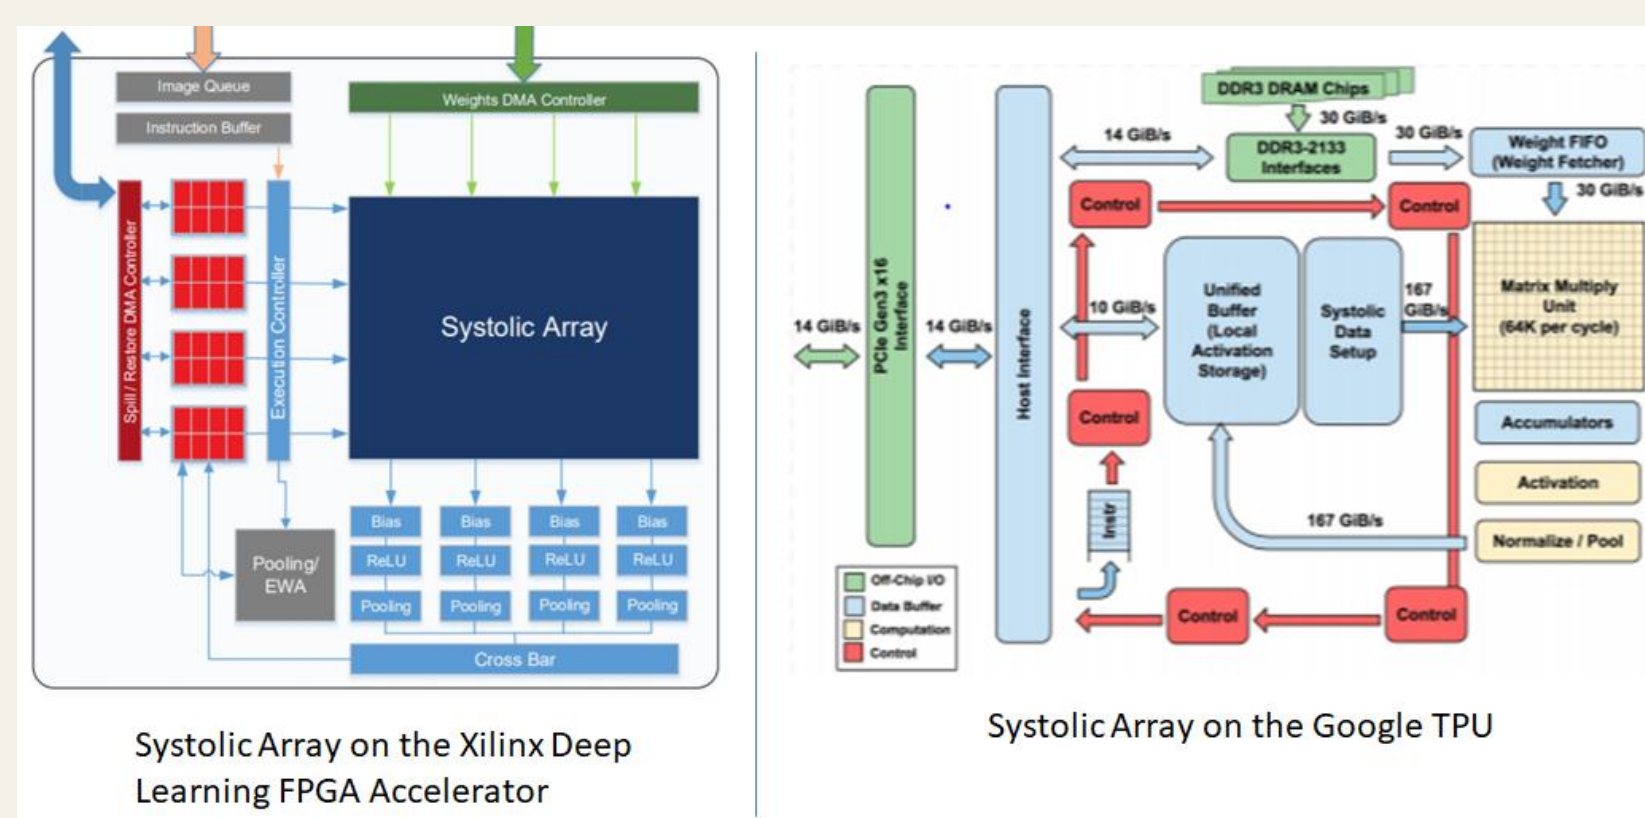 Image Queue
Instruction Buffer
Weights DMA Controller
Spill / Restore DMA Controller
Execution Controller
Systolic Array
Bias
Bias
Bias
Bias
ReLU
ReLU
ReLU
ReLU
Pooling/
EWA
Pooling
Pooling
Pooling
Pooling
Cross Bar
Systolic Array on the Xilinx Deep
Learning FPGA Accelerator
DDR3 DRAM Chips
30 GiB/s
14 GiB/s
DDR3-2133
Interfaces
30 GiB/s
Weight FIFO
(Weight Fetcher)
30 GiB/s
Control
Control
14 GiB/s
PCIe Gen3 x16
Interface
14 GiB/s
Host Interface
10 GiB/s
Unified
Buffer
(Local
Activation
Storage)
Systolic
Data
Setup
167
GiB/s
Matrix Multiply
Unit
(64K per cycle)
Control
Accumulators
Activation
Instr
167 GiB/s
Normalize / Pool
Off-Chip I/O
Data Buffer
Computation
Control
Control
Control
Systolic Array on the Google TPU